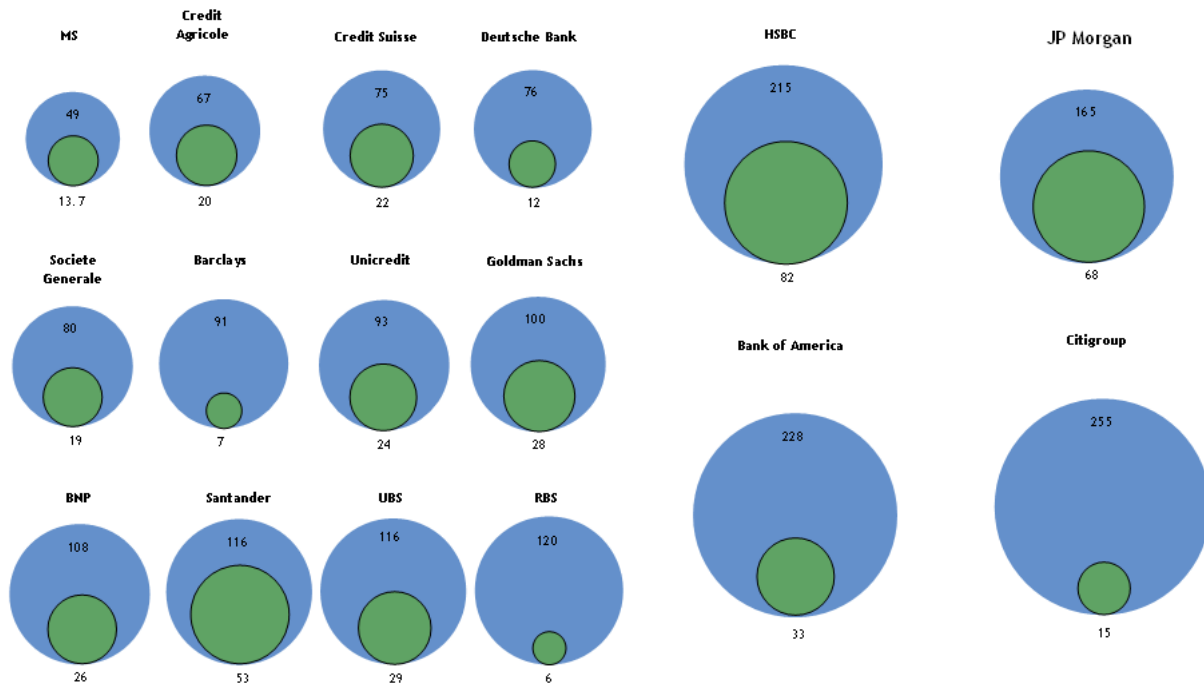 MS
49
13.7
Credit
Agricole
67
20
Credit Suisse
75
22
Deutsche Bank
76
12
HSBC
215
82
JP Morgan
165
68
Societe
Generale
80
19
Barclays
91
7
Unicredit
93
24
Goldman Sachs
100
28
Bank of America
228
33
Citigroup
255
15
BNP
108
26
Santander
116
53
UBS
116
29
RBS
120
6